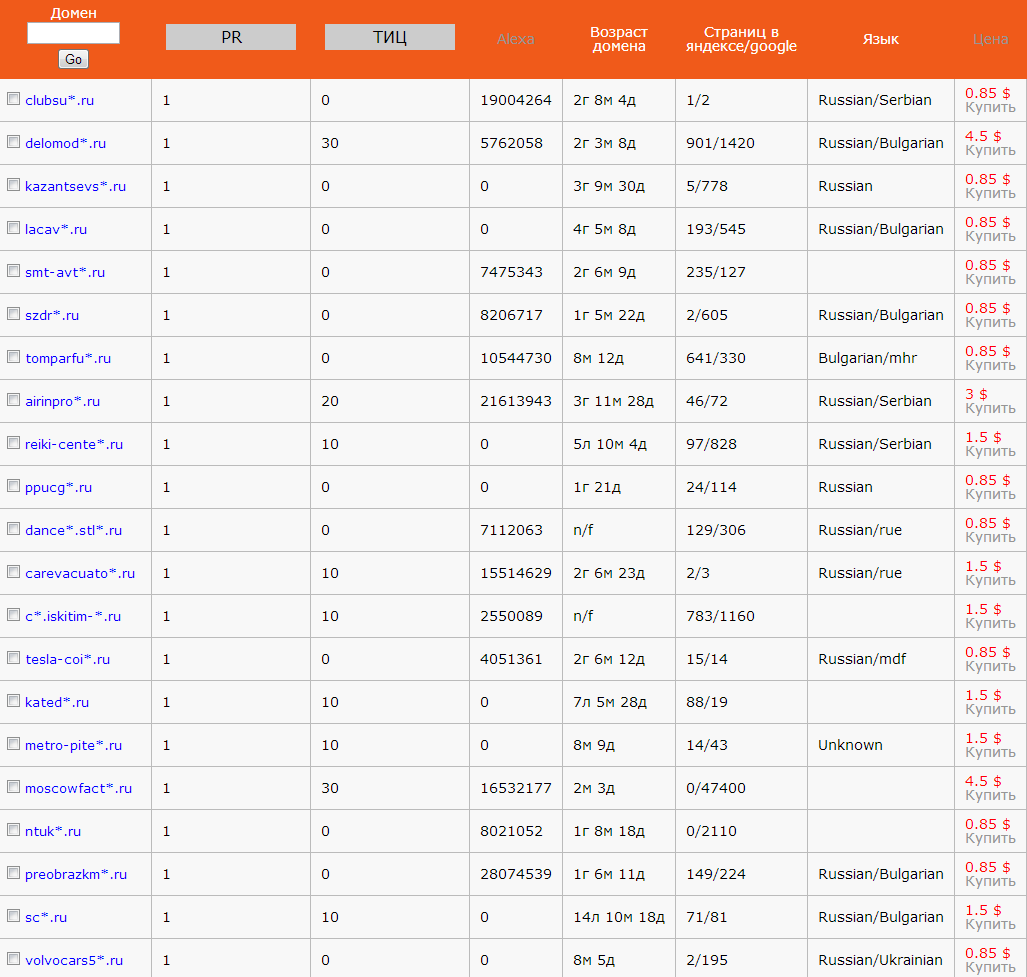 Домен
PR
ТИЦ
Alexa
Возраст
домена
Страниц в
яндексе/google
Язык
Цена
Go
clubsu*.ru 1 0 19004264 2г 8м 4д 1/2 Russian/Serbian 0.85 $
Купить
delomod*.ru 1 30 5762058 2г 3м 8д 901/1420 Russian/Bulgarian 4.5 $
Купить
kazantsevs*.ru 1 0 0 3г 9м 30д 5/778 Russian 0.85 $
Купить
lacav*.ru 1 0 0 4г 5м 8д 193/545 Russian/Bulgarian 0.85 $
Купить
smt-avt*.ru 1 0 7475343 2г 6м 9д 235/127 0.85 $
Купить
szdr*.ru 1 0 8206717 1г 5м 22д 2/605 Russian/Bulgarian 0.85 $
Купить
tomparfu*.ru 1 0 10544730 8м 12д 641/330 Bulgarian/mhr 0.85 $
Купить
airinpro*.ru 1 20 21613943 3г 11м 28д 46/72 Russian/Serbian 3 $
Купить
reiki-cente*.ru 1 10 0 5л 10м 4д 97/828 Russian/Serbian 1.5 $
Купить
ppucg*.ru 1 0 0 1г 21д 24/114 Russian 0.85 $
Купить
dance*.stl*.ru 1 0 7112063 n/f 129/306 Russian/rue 0.85 $
Купить
carevacuato*.ru 1 10 15514629 2г 6м 23д 2/3 Russian/rue 1.5 $
Купить
c*.iskitim-*.ru 1 10 2550089 n/f 783/1160 1.5 $
Купить
tesla-coi*.ru 1 0 4051361 2г 6м 12д 15/14 Russian/mdf 0.85 $
Купить
kated*.ru 1 10 0 7л 5м 28д 88/19 1.5 $
Купить
metro-pite*.ru 1 10 0 8м 9д 14/43 Unknown 1.5 $
Купить
moscowfact*.ru 1 30 16532177 2м 3д 0/47400 4.5 $
Купить
ntuk*.ru 1 0 8021052 1г 8м 18д 0/2110 0.85 $
Купить
preobrazkm*.ru 1 0 28074539 1г 6м 11д 149/224 Russian/Bulgarian 0.85 $
Купить
sc*.ru 1 10 0 14л 10м 18д 71/81 Russian/Bulgarian 1.5 $
Купить
volvocars5*.ru 1 0 0 8м 5д 2/195 Russian/Ukrainian 0.85 $
Купить